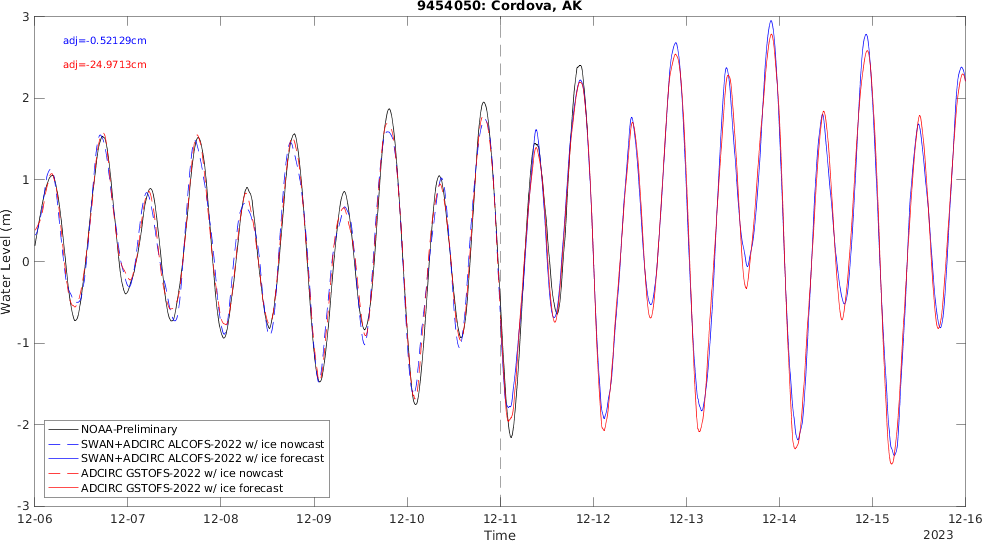 9454050: Cordova, AK
adj=-0.52129cm
adj=-24.9713cm
Water Level (m)
3
2
1
0
-1
-2
-3
NOAA-Preliminary
SWAN+ADCIRC ALCOFS-2022 w/ ice nowcast
SWAN+ADCIRC ALCOFS-2022 w/ ice forecast
ADCIRC GSTOFS-2022 w/ ice nowcast
ADCIRC GSTOFS-2022 w/ ice forecast
12-06 12-07 12-08 12-09 12-10 12-11 12-12 12-13 12-14 12-15 12-16
Time
2023